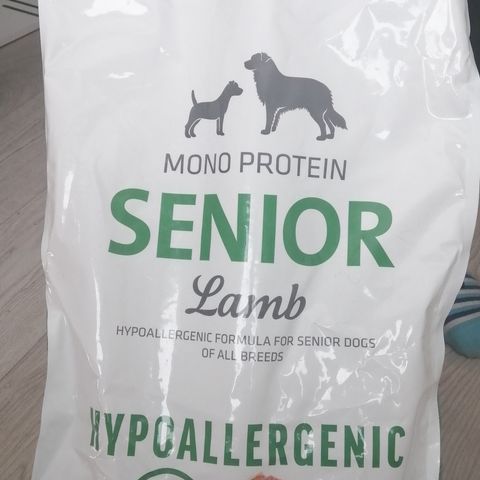 MONO PROTEIN
SENIOR
Lamb
HYPOALLERGENIC FORMULA FOR SENIOR DOGS
OF ALL BREEDS
HYPOALLERGENIC